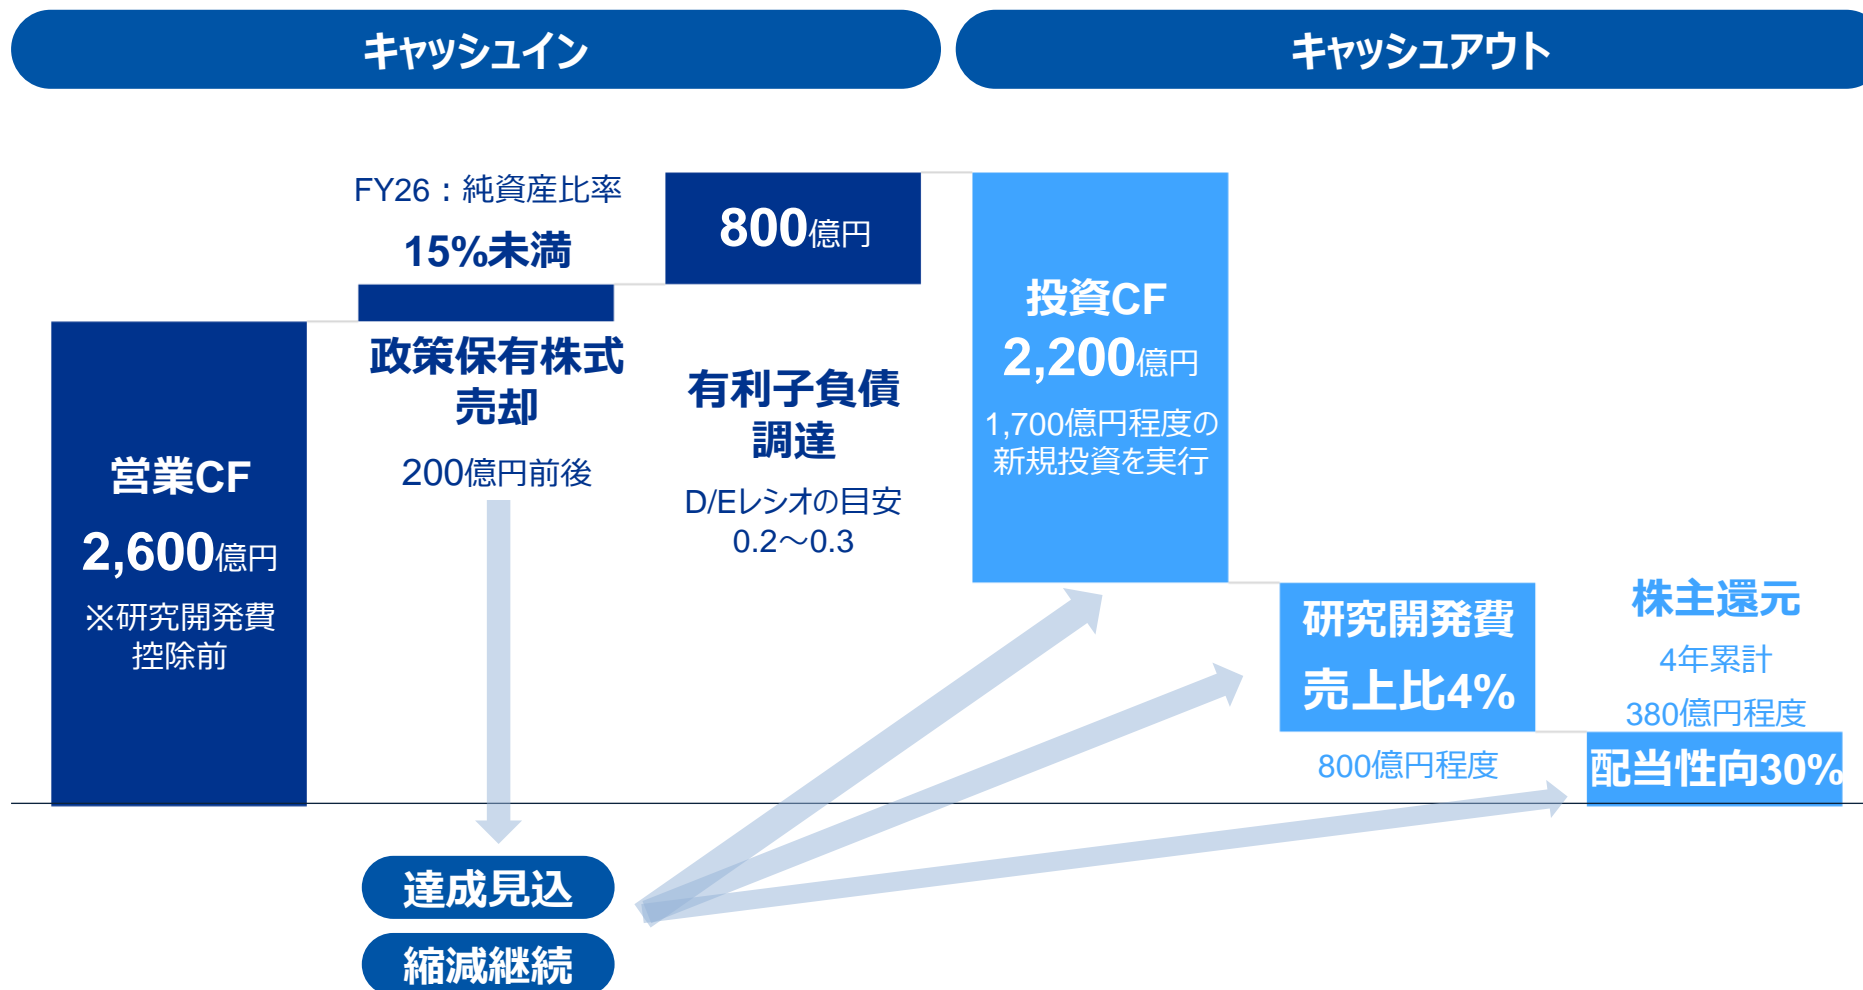 キャッシュイン
キャッシュアウト
営業CF
2,600億円
※研究開発費
控除前
FY26：純資産比率
15%未満
政策保有株式
売却
200億円前後
達成見込
縮減継続
800億円
有利子負債
調達
D/Eレシオの目安
0.2～0.3
投資CF
2,200億円
1,700億円程度の
新規投資を実行
研究開発費
売上比4%
800億円程度
株主還元
4年累計
380億円程度
配当性向30%